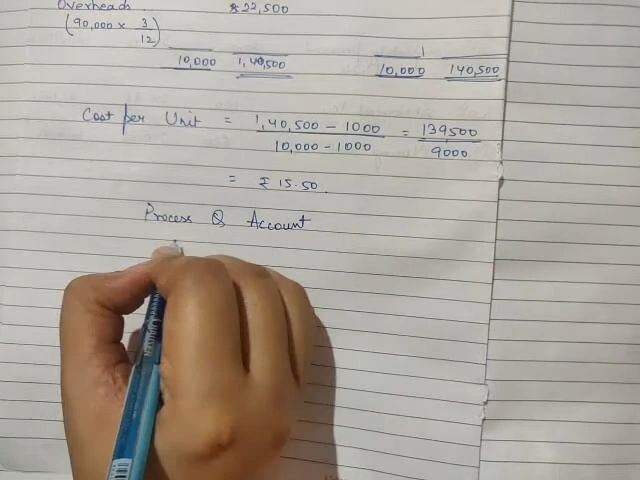 Overheads ₹22,500
(90,000 × 3/12)
10,000 1,40,500 10,000 140,500
Cost per Unit = 1,40,500 - 1000 / 10,000 - 1000 = 139500 / 9000
= ₹ 15.50
Process Q Account